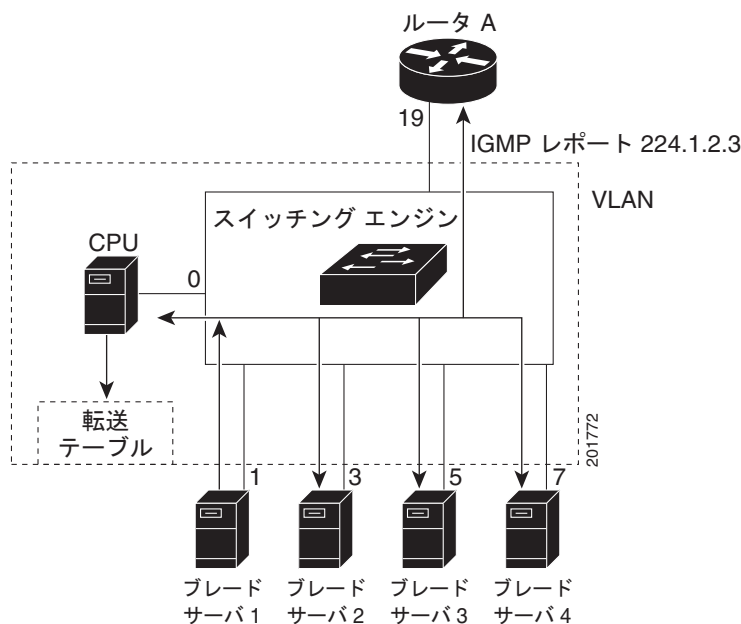 ルータ A
19
IGMP レポート 224.1.2.3
VLAN
スイッチング エンジン
CPU
0
転送
テーブル
201772
1
3
5
7
ブレード
サーバ 1
ブレード
サーバ 2
ブレード
サーバ 3
ブレード
サーバ 4